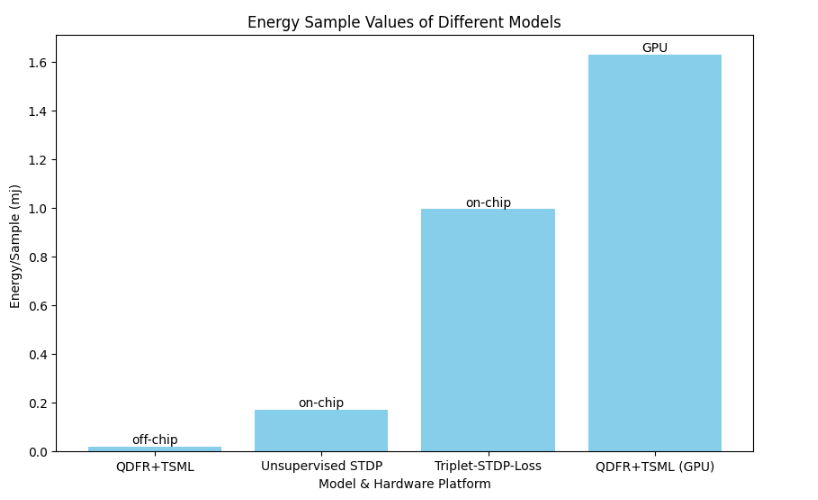 Energy Sample Values of Different Models
GPU
1.6
1.4
1.2
on-chip
1.0
Energy/Sample (mj)
0.8
0.6
0.4
on-chip
0.2
off-chip
0.0
QDFR+TSML
Unsupervised STDP
Triplet-STDP-Loss
QDFR+TSML (GPU)
Model & Hardware Platform